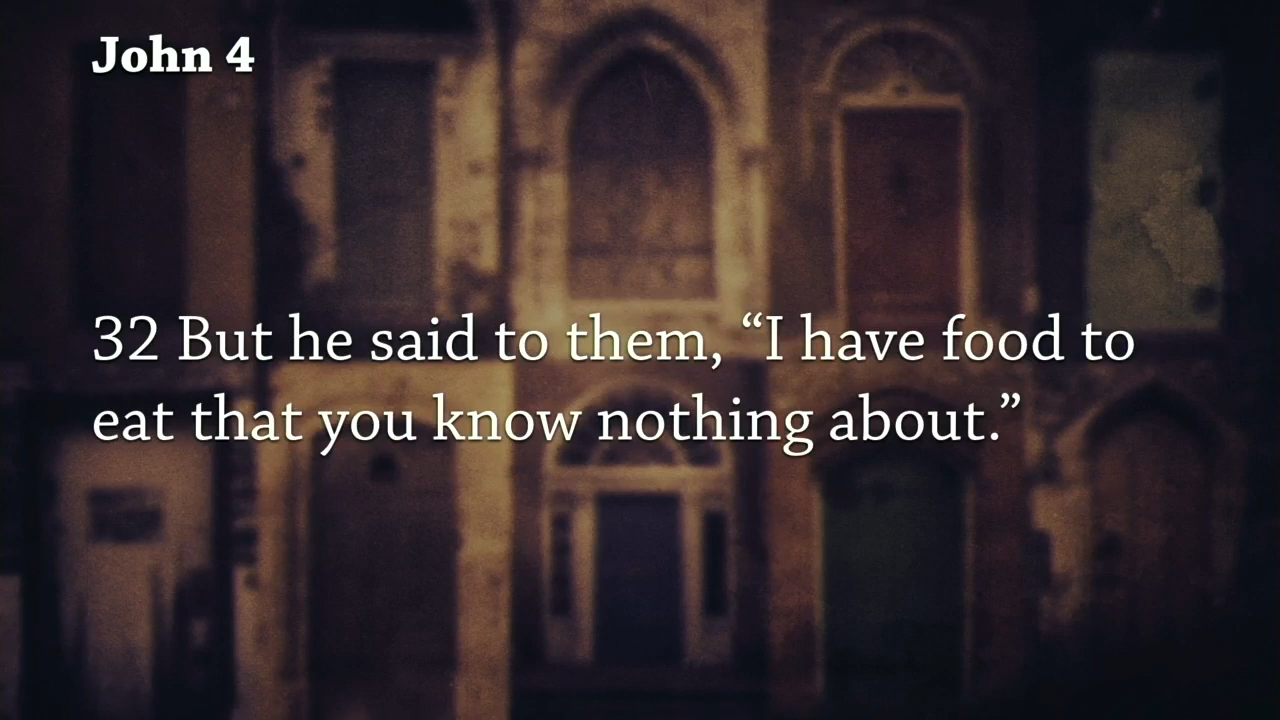 John 4
32 But he said to them, “I have food to
eat that you know nothing about.”